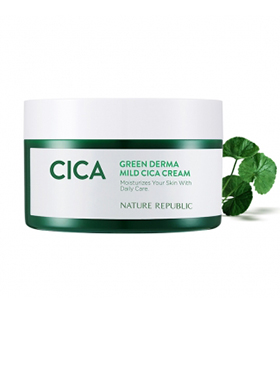 CICA
GREEN DERMA
MILD CICA CREAM
Moisturizes Your Skin With
Daily Care
NATURE REPUBLIC